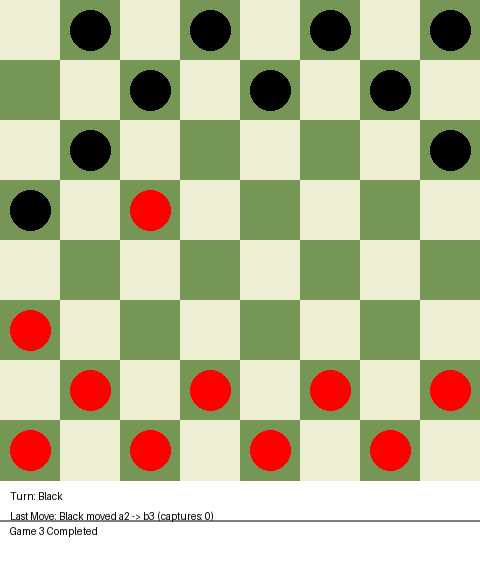 Turn: Black
Last Move: Black moved a2 -> b3 (captures: 0)
Game 3 Completed